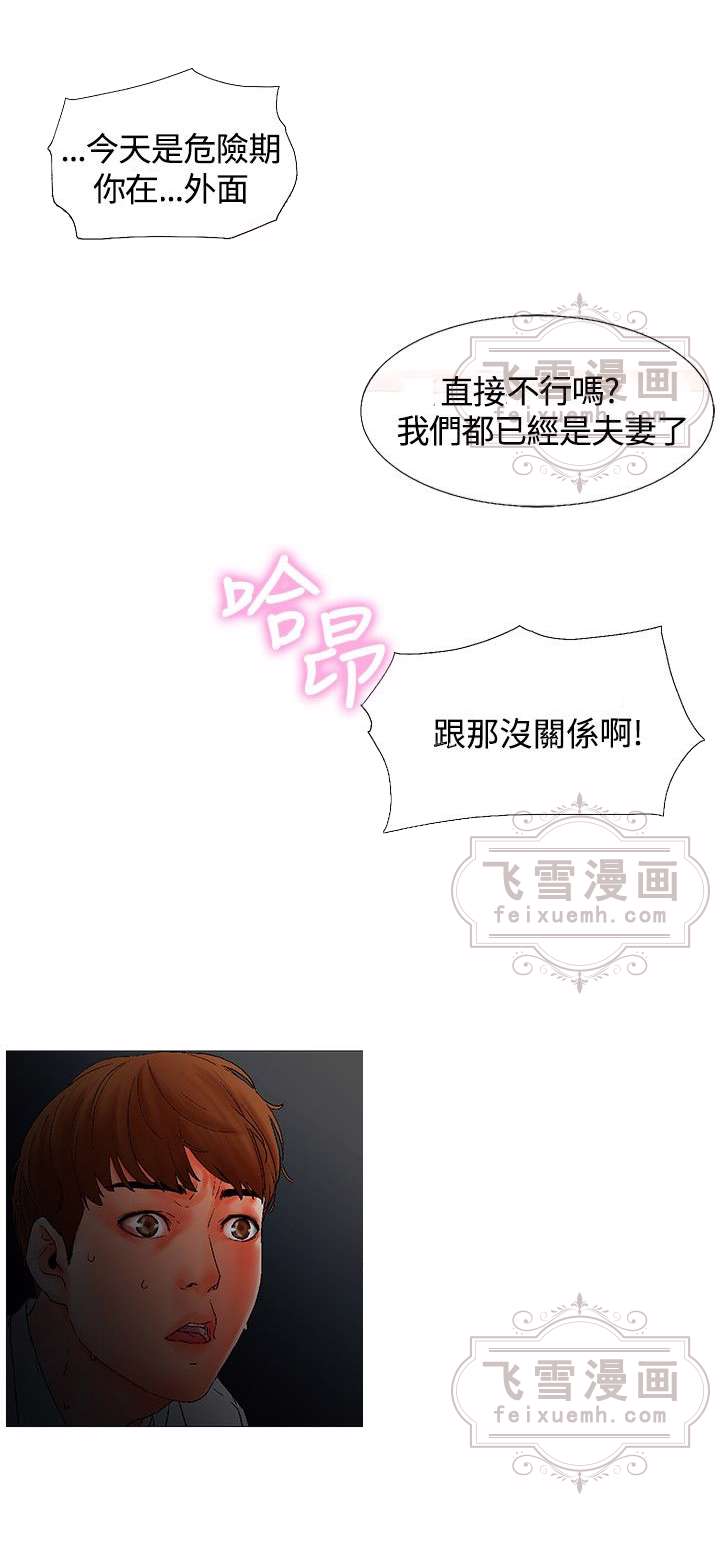 ...今天是危險期
你在...外面
飞雪漫画
feixuemh.com
直接不行嗎?
我們都已經是夫妻了
哈昂
跟那沒關係啊!
飞雪漫画
feixuemh.com
飞雪漫画
feixuemh.com